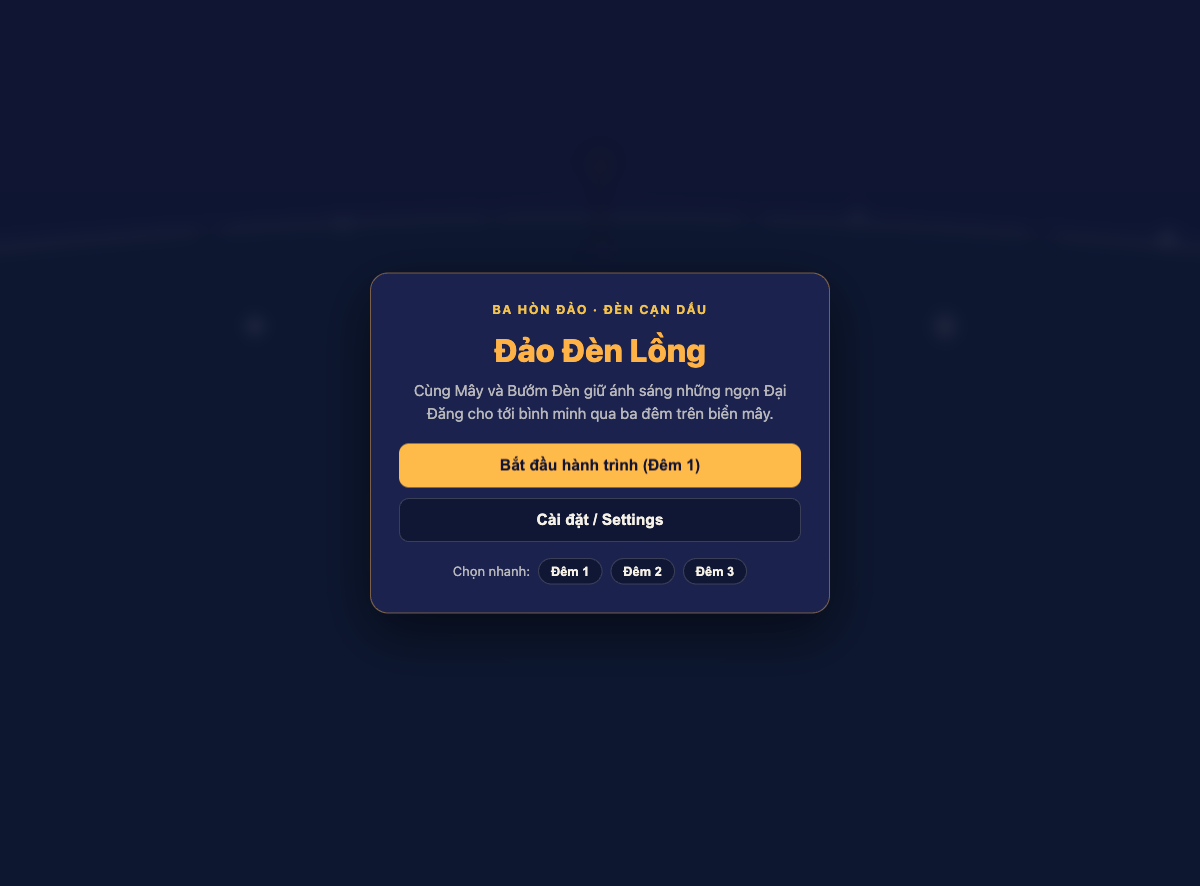 BA HÒN ĐẢO · ĐÈN CẠN DẦU
Đảo Đèn Lồng
Cùng Mây và Bướm Đèn giữ ánh sáng những ngọn Đại
Đăng cho tới bình minh qua ba đêm trên biển mây.
Bắt đầu hành trình (Đêm 1)
Cài đặt / Settings
Chọn nhanh: Đêm 1 Đêm 2 Đêm 3